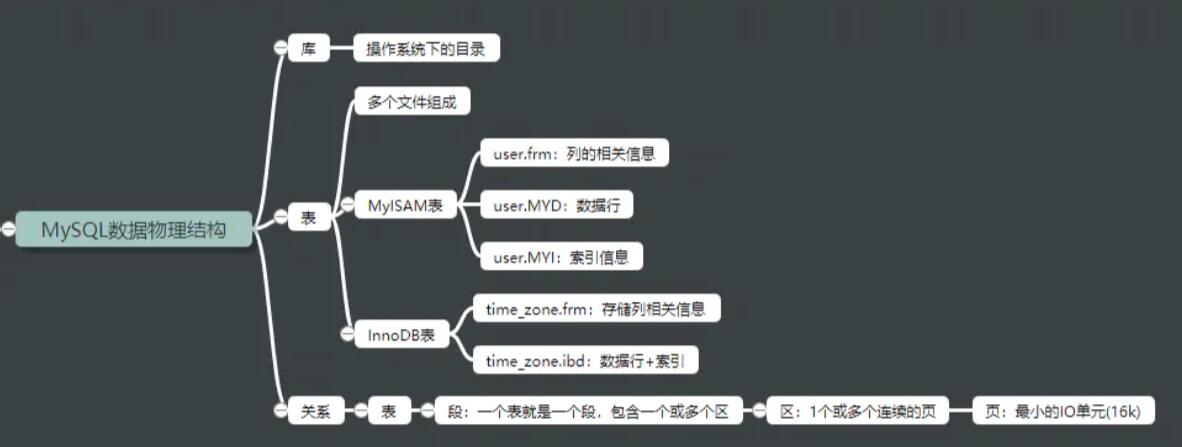 MySQL数据物理结构
库
操作系统下的目录
表
多个文件组成
MyISAM表
user.frm：列的相关信息
user.MYD：数据行
user.MYI：索引信息
InnoDB表
time_zone.frm：存储列相关信息
time_zone.ibd：数据行+索引
关系
表
段：一个表就是一个段，包含一个或多个区
区：1个或多个连续的页
页：最小的IO单元(16k)